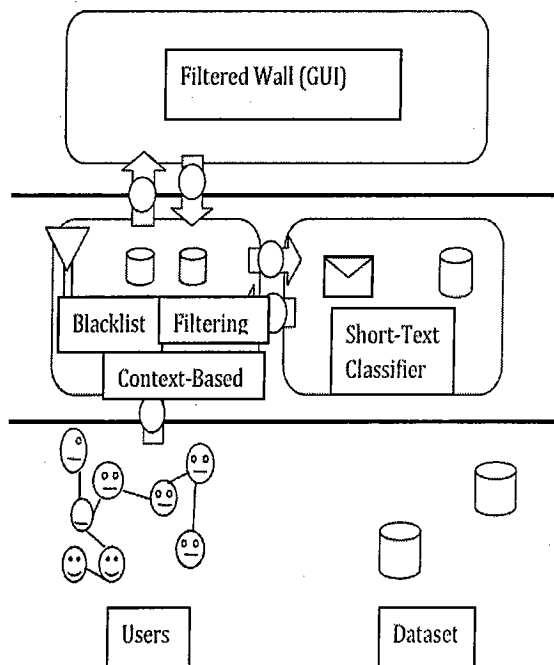 Filtered Wall (GUI)
Blacklist
Filtering
Short-Text
Classifier
Context-Based
Users
Dataset